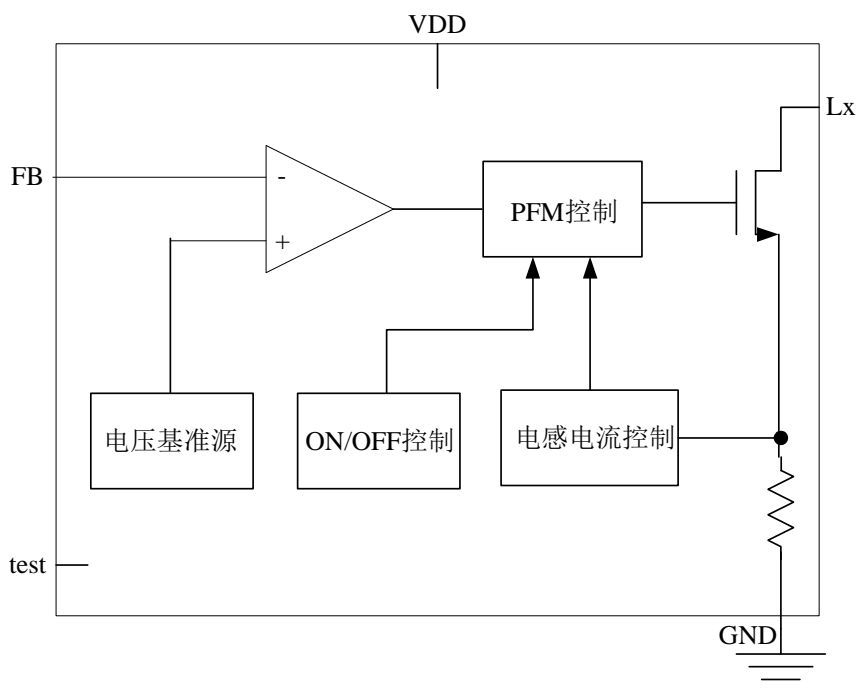 VDD
Lx
FB
-
+
PFM控制
电压基准源
ON/OFF控制
电感电流控制
test
GND